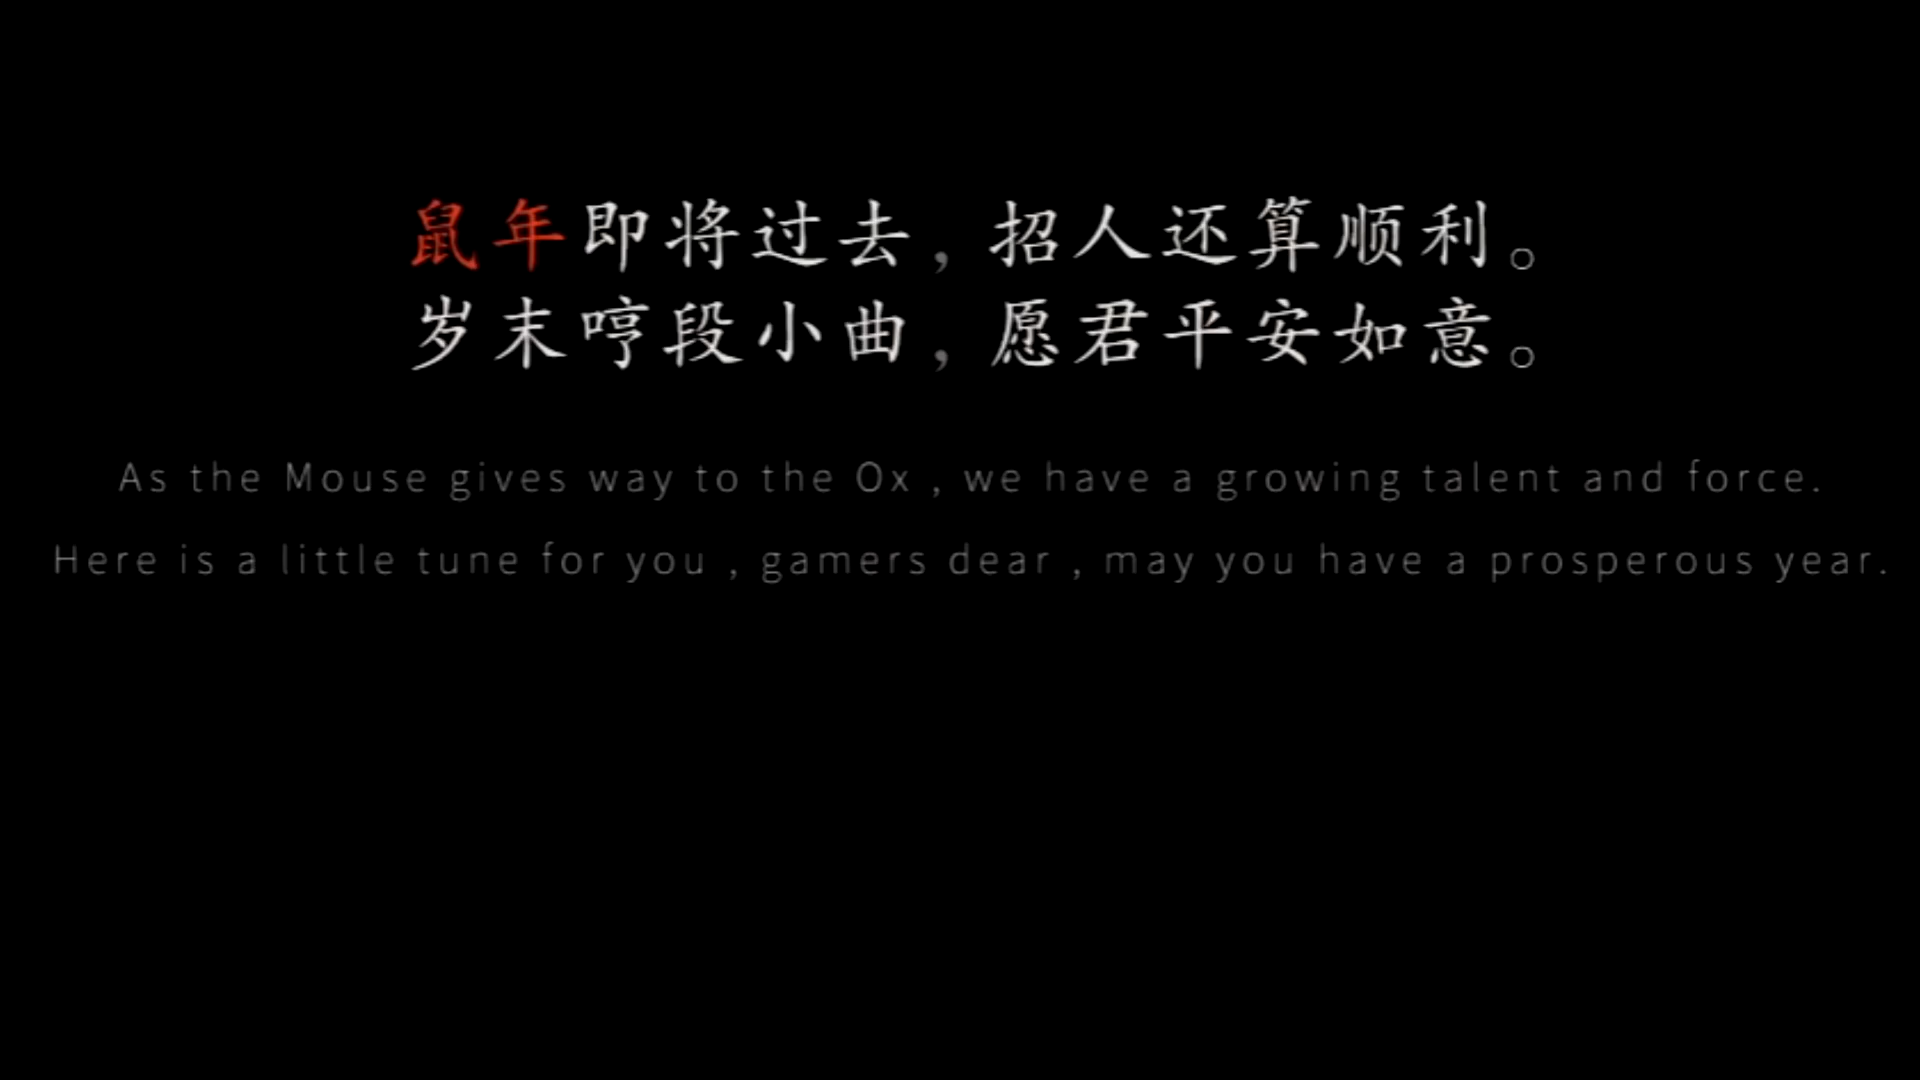 鼠年即将过去，招人还算顺利。
岁末哼段小曲，愿君平安如意。
As the Mouse gives way to the Ox , we have a growing talent and force.
Here is a little tune for you , gamers dear , may you have a prosperous year.